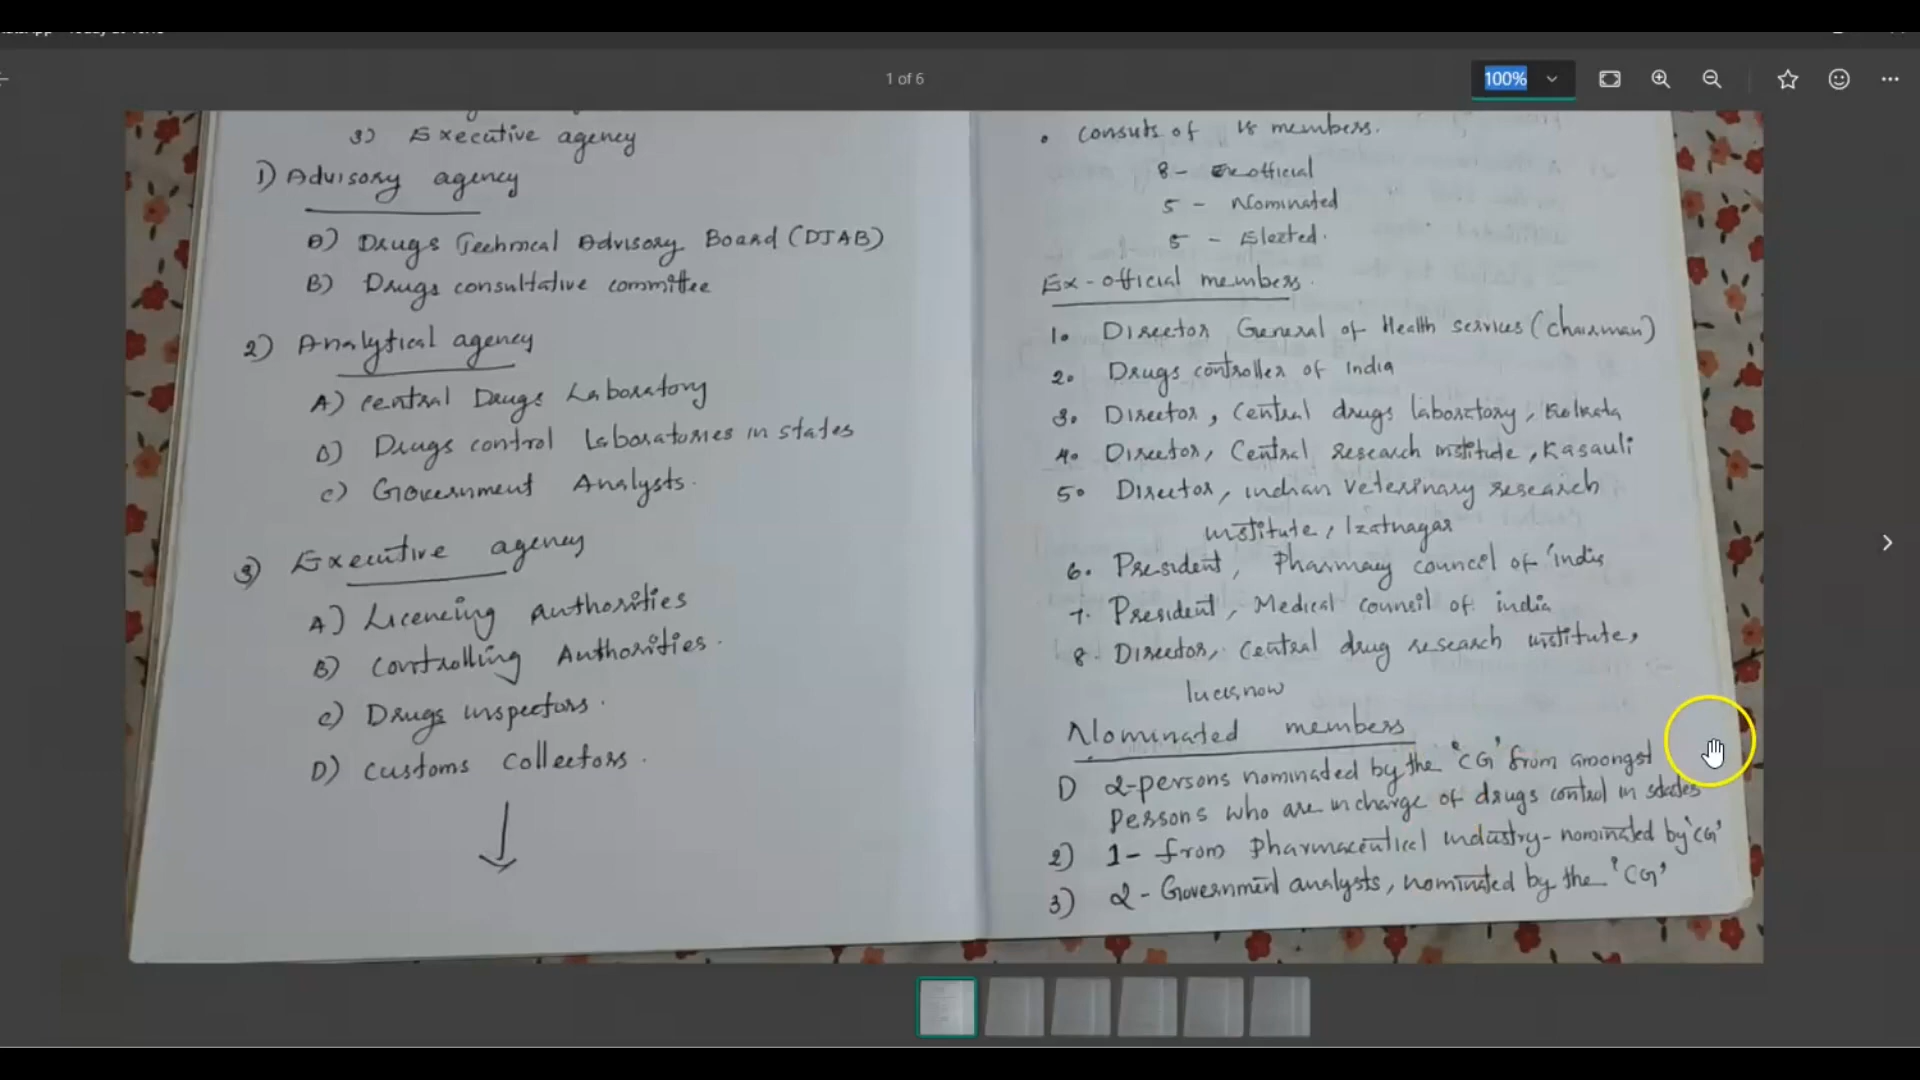 1 of 6
100%
3) Executive agency
1) Advisory agency
A) Drugs Technical Advisory Board (DTAB)
B) Drugs consultative committee
2) Analytical agency
A) Central Drugs Laboratory
B) Drugs control Laboratories in states
C) Government Analysts.
3) Executive agency
A) Licencing Authorities
B) Controlling Authorities.
C) Drugs inspectors.
D) Customs Collectors.
• Consists of 18 members.
8 - Ex official
5 - Nominated
5 - Elected.
Ex-official members.
1. Director General of Health services (chairman)
2. Drugs controller of India
3. Director, Central drugs laboratory, Kolkata
4. Director, Central research institute, Kasauli
5. Director, indian veterinary research
institute, Izatnagar
6. President, Pharmacy council of india
7. President, Medical council of india
8. Director, Central drug research institute,
lucknow
Nominated members
1) 2-persons nominated by the 'CG' from amongst
Persons who are incharge of drugs control in states
2) 1- from Pharmaceutical industry-nominated by 'CG'
3) 2-Government analysts, nominated by the 'CG'